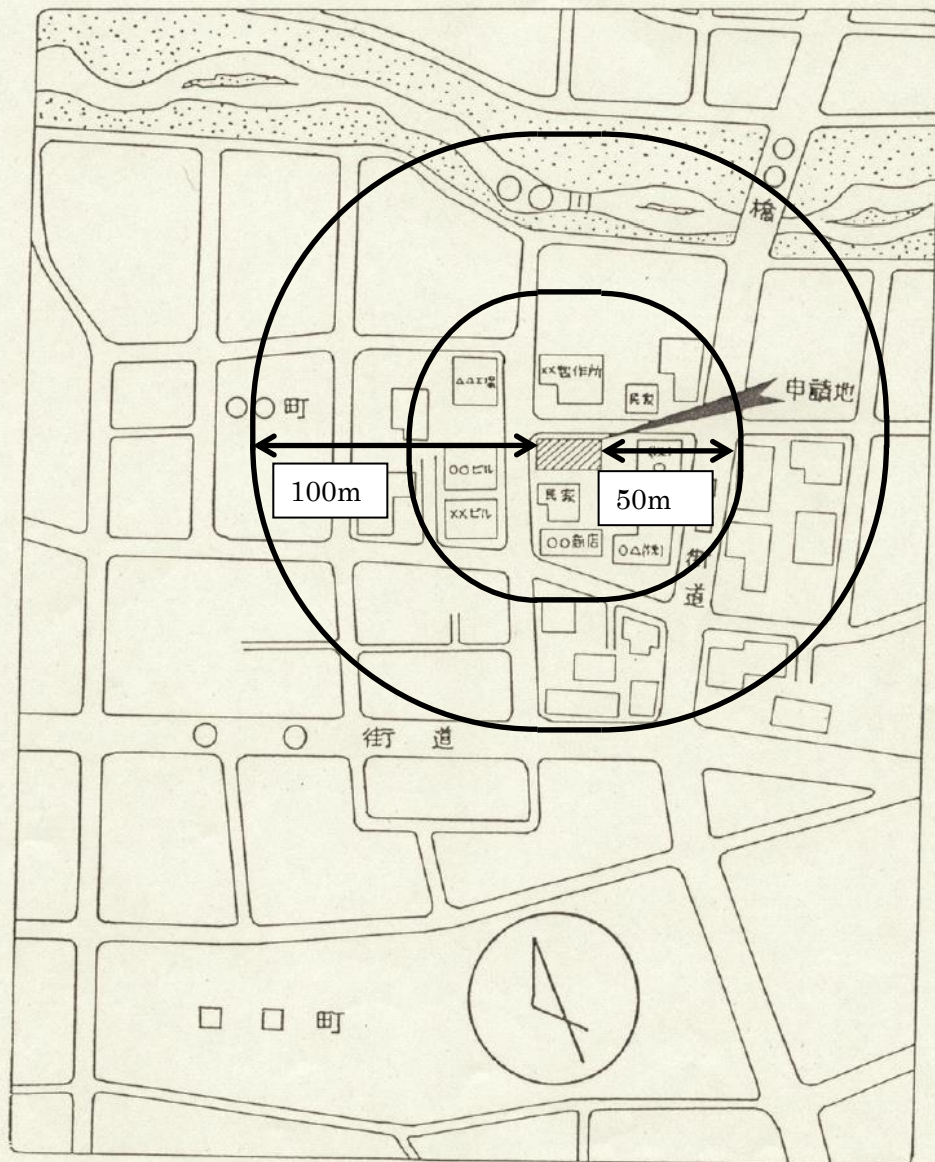 ○○橋
○○川
△△工場
××製作所
民家
申請地
○○町
100m
○○ビル
50m
民家
××ビル
○○商店
○△(株)
街道
○○街道
□□町